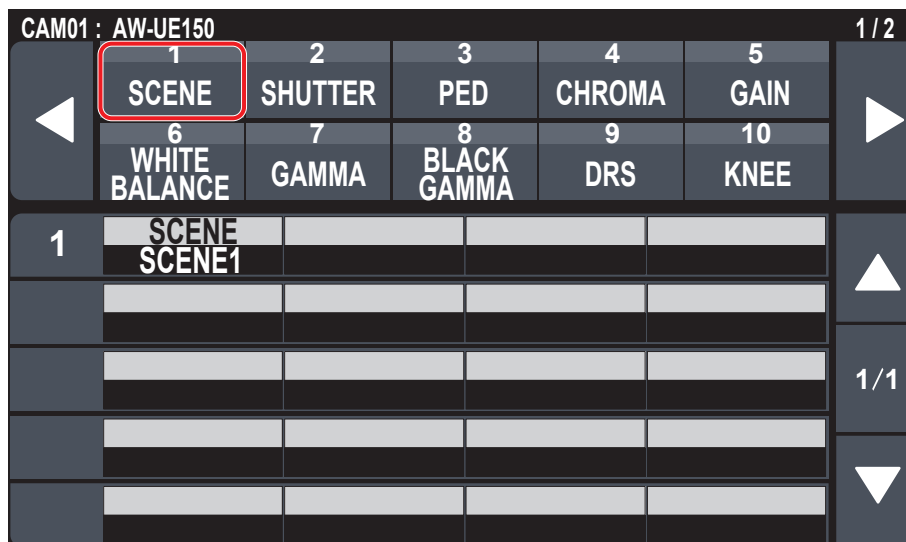 CAM01 : AW-UE150 1 / 2
1 2 3 4 5
SCENE SHUTTER PED CHROMA GAIN
6 7 8 9 10
WHITE BALANCE GAMMA BLACK GAMMA DRS KNEE
1 SCENE
SCENE1
1/1